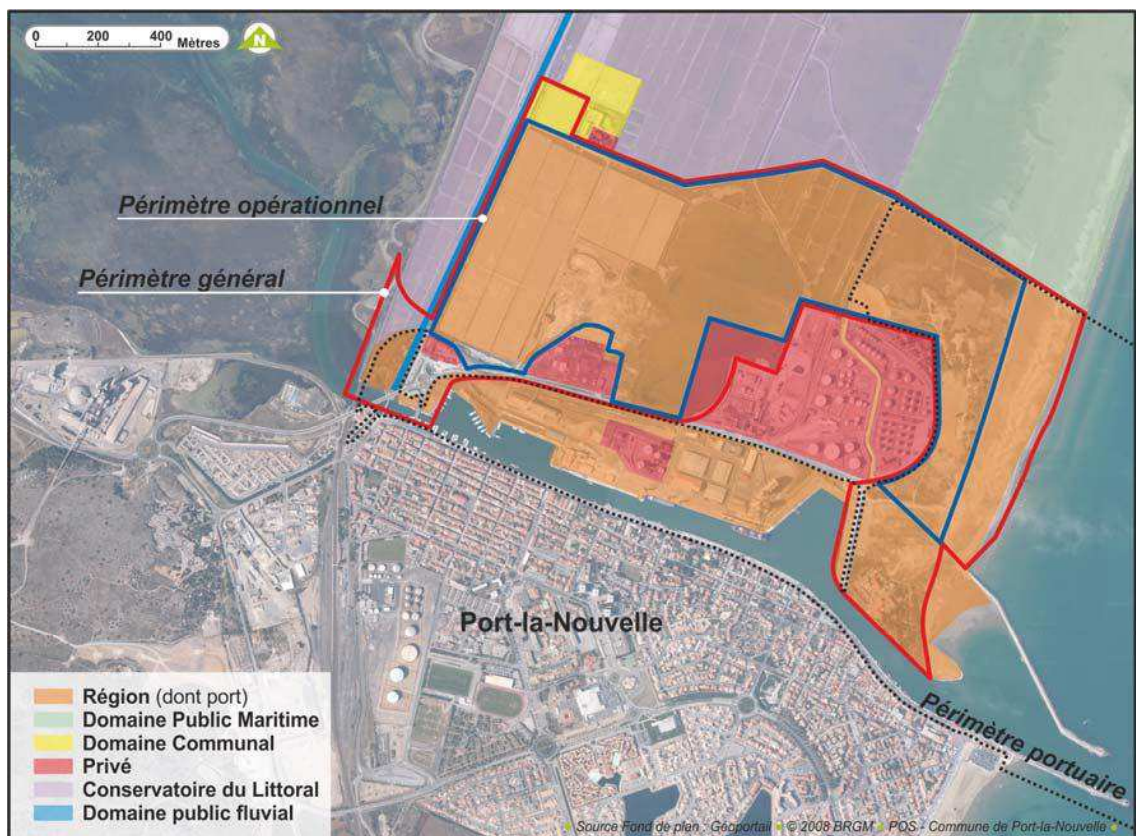 0 200 400 Mètres
N
Périmètre opérationnel
Périmètre général
Port-la-Nouvelle
Périmètre portuaire
Région (dont port)
Domaine Public Maritime
Domaine Communal
Privé
Conservatoire du Littoral
Domaine public fluvial
Source Fond de plan : Géoportail © 2008 BRGM POS - Commune de Port-la-Nouvelle